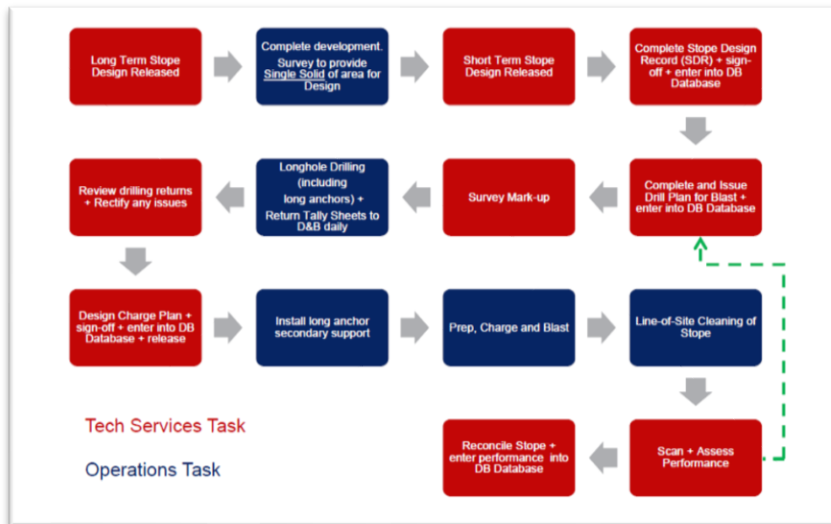 Long Term Stope
Design Released
Complete development.
Survey to provide
Single Solid of area for
Design
Short Term Stope
Design Released
Complete Stope Design
Record (SDR) + sign-
off + enter into DB
Database
Complete and Issue
Drill Plan for Blast +
enter into DB Database
Survey Mark-up
Longhole Drilling
(including
long anchors) +
Return Tally Sheets to
D&B daily
Review drilling returns
+ Rectify any issues
Design Charge Plan +
sign-off + enter into DB
Database + release
Install long anchor
secondary support
Prep, Charge and Blast
Line-of-Site Cleaning of
Stope
Scan + Assess
Performance
Reconcile Stope +
enter performance into
DB Database
Tech Services Task
Operations Task